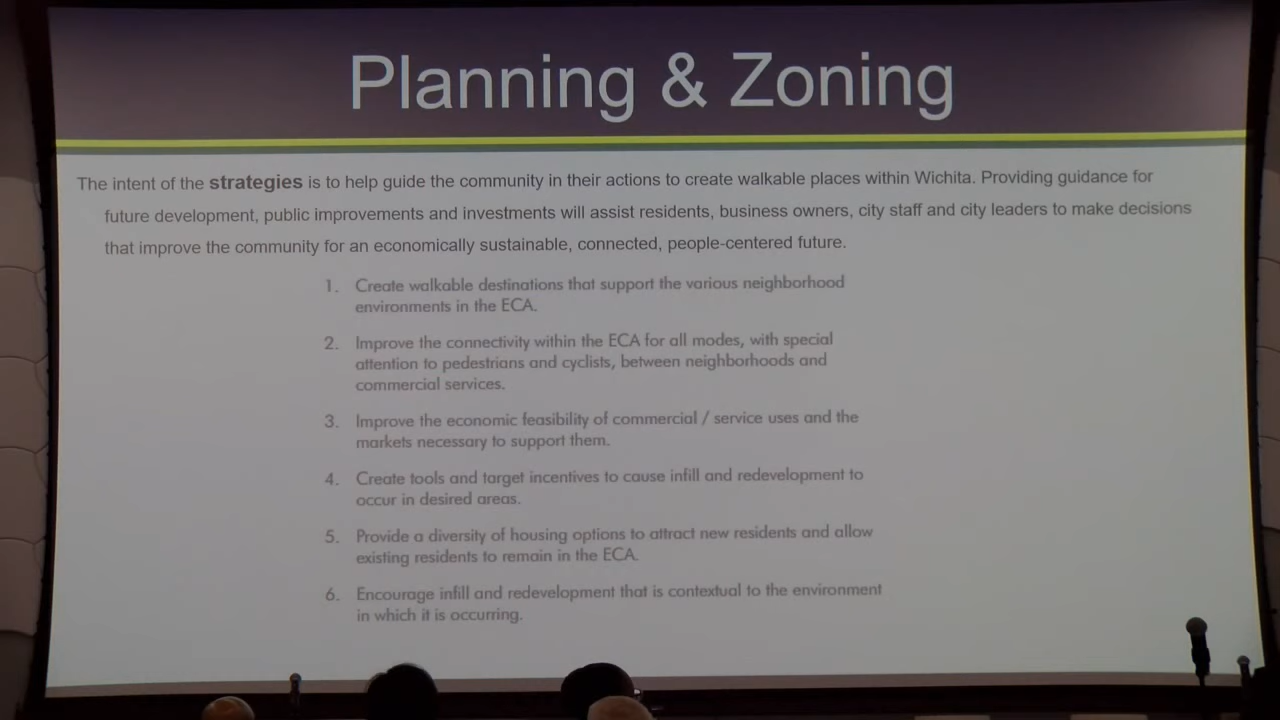 Planning & Zoning
The intent of the strategies is to help guide the community in their actions to create walkable places within Wichita. Providing guidance for
future development, public improvements and investments will assist residents, business owners, city staff and city leaders to make decisions
that improve the community for an economically sustainable, connected, people-centered future.
1. Create walkable destinations that support the various neighborhood
environments in the ECA.
2. Improve the connectivity within the ECA for all modes, with special
attention to pedestrians and cyclists, between neighborhoods and
commercial services.
3. Improve the economic feasibility of commercial / service uses and the
markets necessary to support them.
4. Create tools and target incentives to cause infill and redevelopment to
occur in desired areas.
5. Provide a diversity of housing options to attract new residents and allow
existing residents to remain in the ECA.
6. Encourage infill and redevelopment that is contextual to the environment
in which it is occurring.